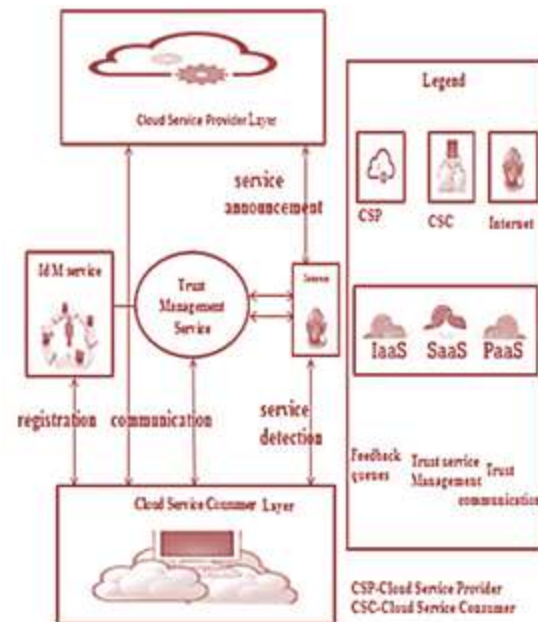 Cloud Service Provider Layer
service
announcement
IdM service
Trust
Management
Service
registration
communication
service
detection
Cloud Service Consumer Layer
Legend
CSP
CSC
Internet
IaaS
SaaS
PaaS
Feedback
queues
Trust service
Management
Trust
communication
CSP-Cloud Service Provider
CSC-Cloud Service Consumer